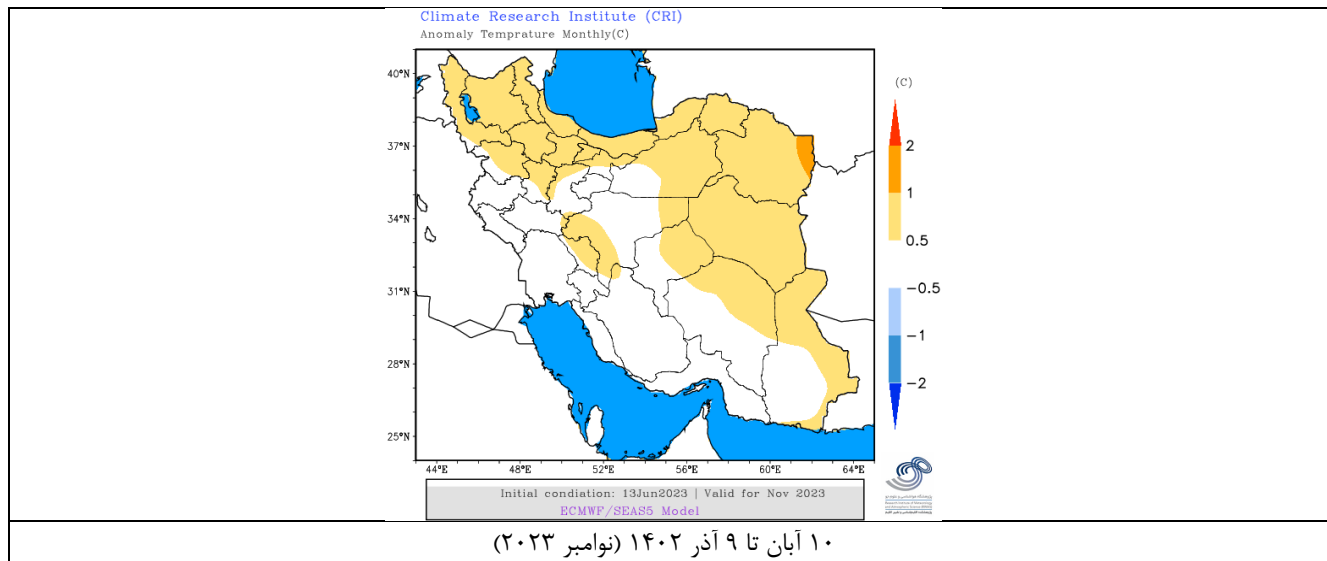 Climate Research Institute (CRI)
Anomaly Temprature Monthly(C)
40°N
37°N
34°N
31°N
28°N
25°N
44°E 48°E 52°E 56°E 60°E 64°E
(C)
2
1
0.5
−0.5
−1
−2
Initial condiation: 13Jun2023 | Valid for Nov 2023
ECMWF/SEAS5 Model
۱۰ آبان تا ۹ آذر ۱۴۰۲ (نوامبر ۲۰۲۳)